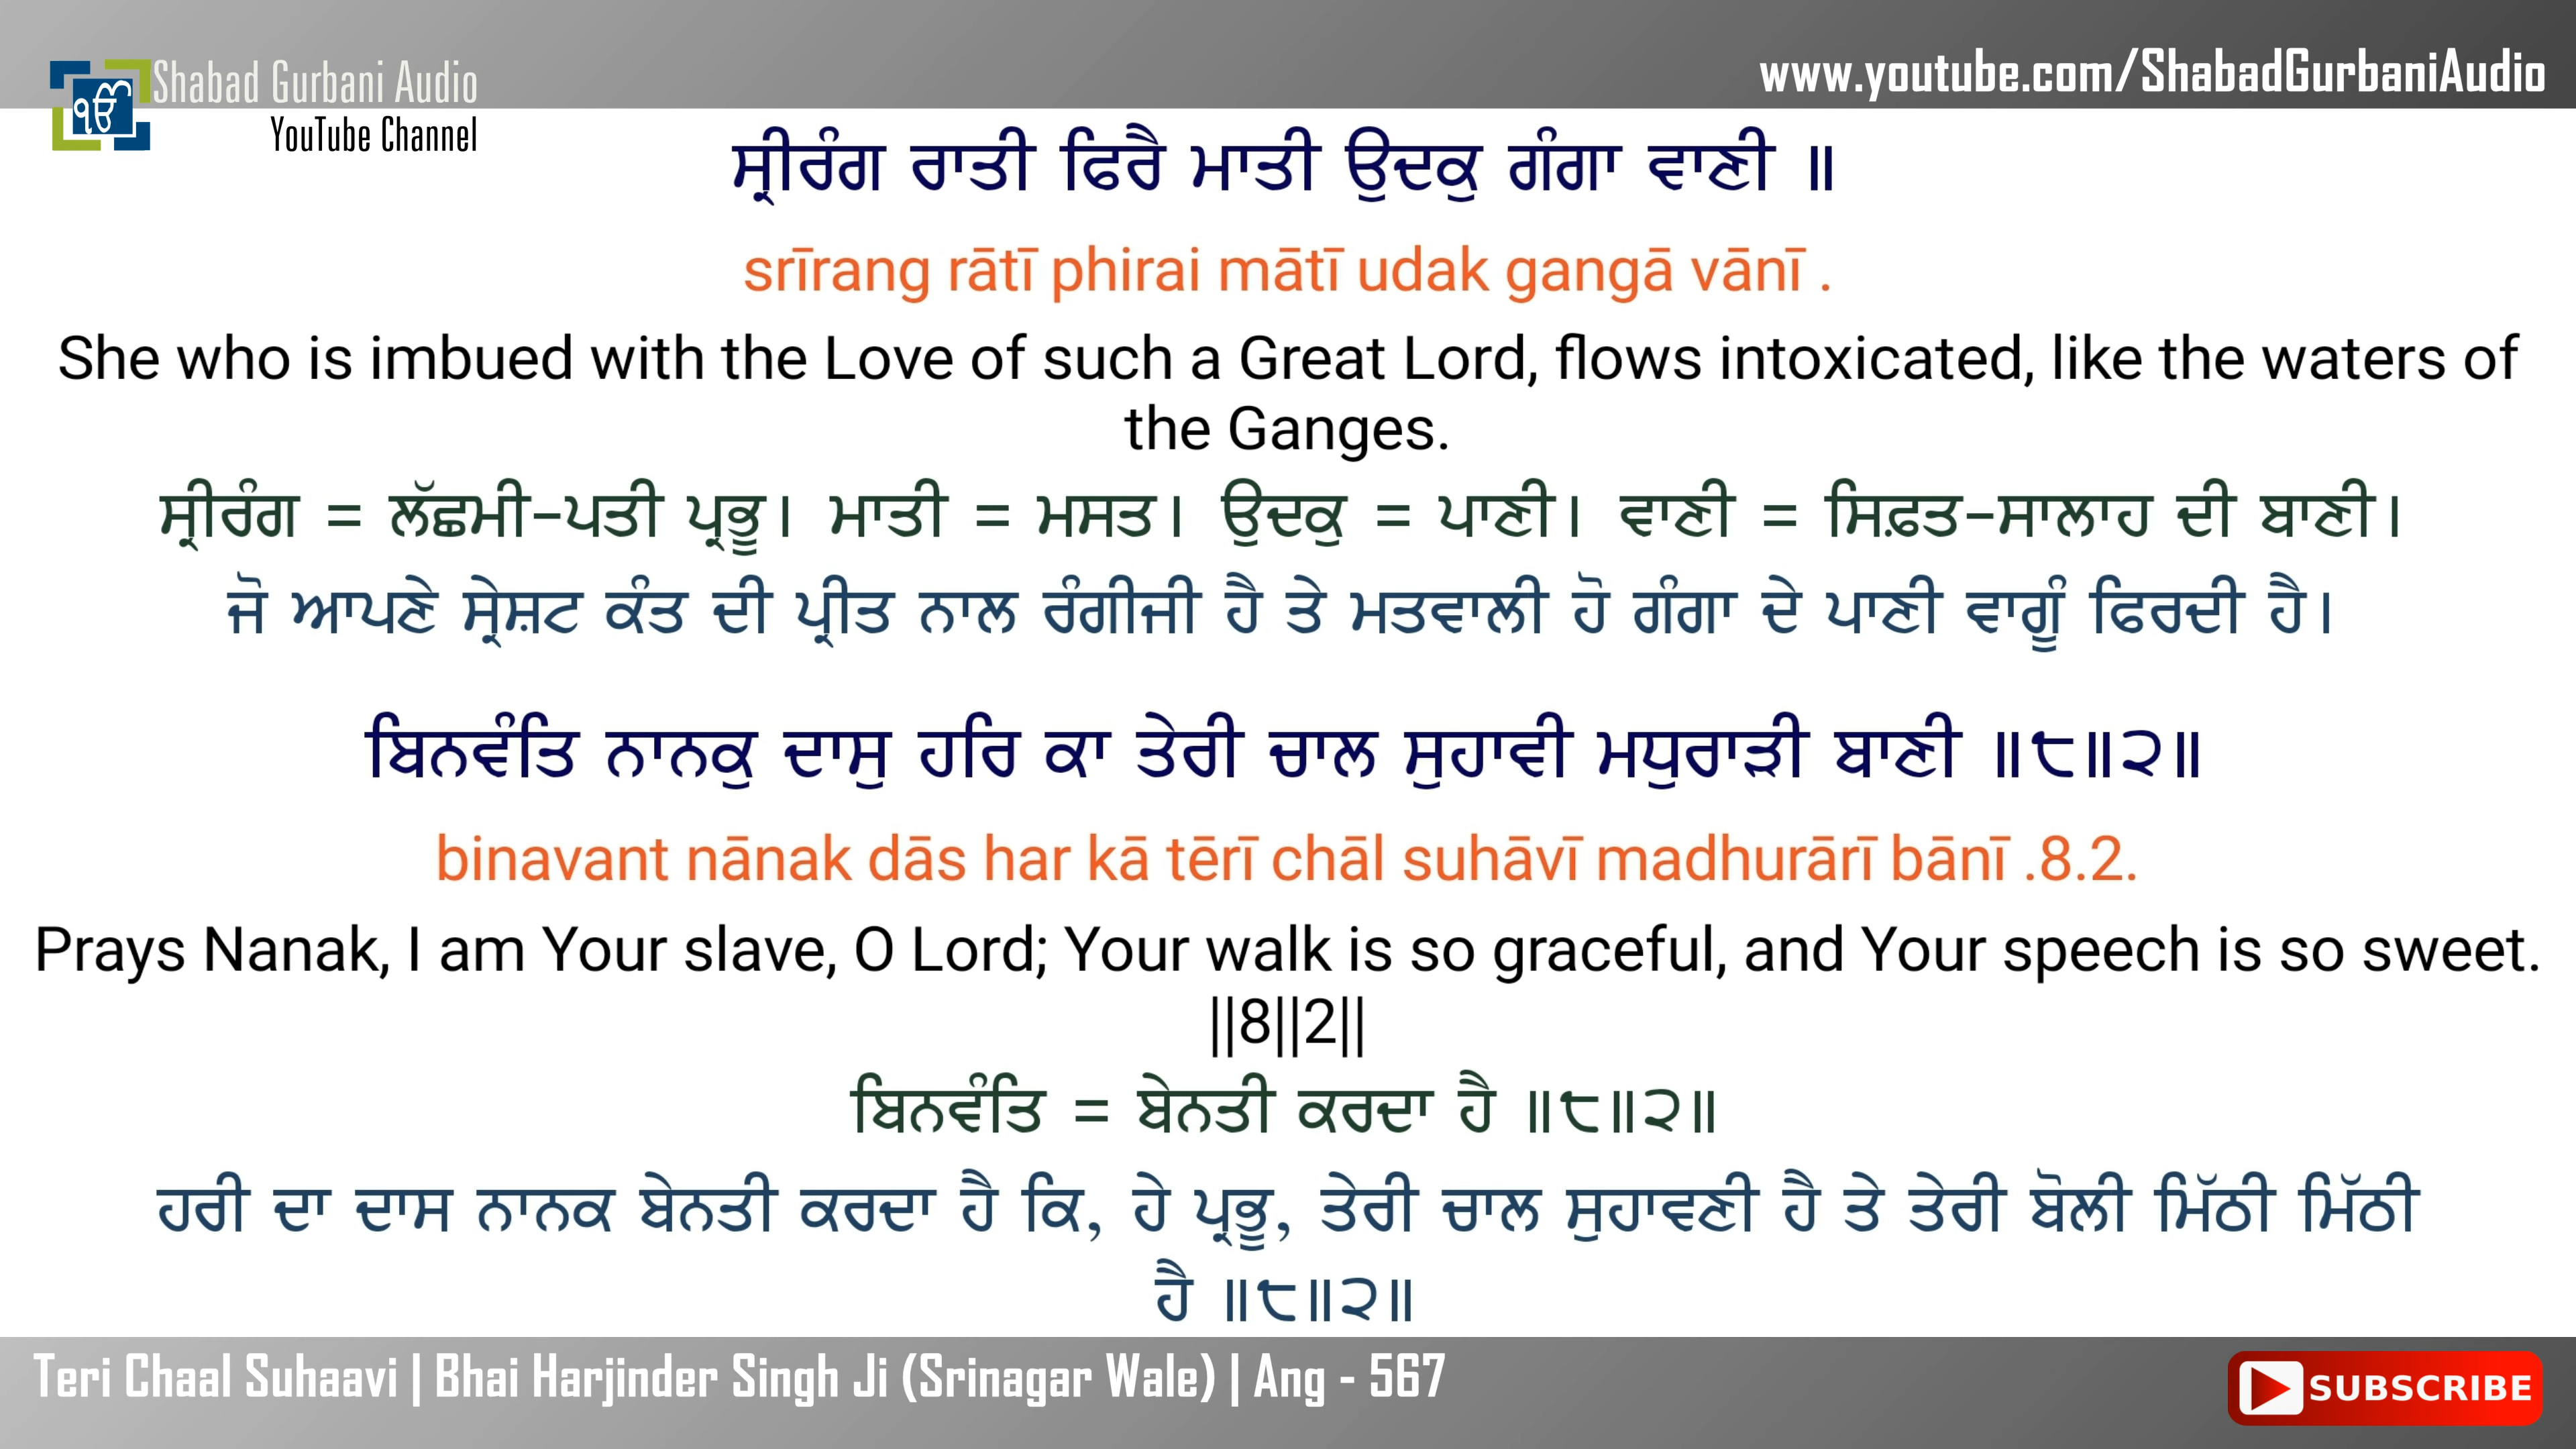 ੴ
Shabad Gurbani Audio
YouTube Channel
www.youtube.com/ShabadGurbaniAudio
ਸ੍ਰੀਰੰਗ ਰਾਤੀ ਫਿਰੈ ਮਾਤੀ ਉਦਕੁ ਗੰਗਾ ਵਾਣੀ ॥
srīrang rātī phirai mātī udak gangā vānī .
She who is imbued with the Love of such a Great Lord, flows intoxicated, like the waters of
the Ganges.
ਸ੍ਰੀਰੰਗ = ਲੱਛਮੀ-ਪਤੀ ਪ੍ਰਭੂ। ਮਾਤੀ = ਮਸਤ। ਉਦਕੁ = ਪਾਣੀ। ਵਾਣੀ = ਸਿਫ਼ਤ-ਸਾਲਾਹ ਦੀ ਬਾਣੀ।
ਜੋ ਆਪਣੇ ਸ੍ਰੇਸ਼ਟ ਕੰਤ ਦੀ ਪ੍ਰੀਤ ਨਾਲ ਰੰਗੀਜੀ ਹੈ ਤੇ ਮਤਵਾਲੀ ਹੋ ਗੰਗਾ ਦੇ ਪਾਣੀ ਵਾਗੂੰ ਫਿਰਦੀ ਹੈ।
ਬਿਨਵੰਤਿ ਨਾਨਕੁ ਦਾਸੁ ਹਰਿ ਕਾ ਤੇਰੀ ਚਾਲ ਸੁਹਾਵੀ ਮਧੁਰਾੜੀ ਬਾਣੀ ॥੮॥੨॥
binavant nānak dās har kā tērī chāl suhāvī madhurārī bānī .8.2.
Prays Nanak, I am Your slave, O Lord; Your walk is so graceful, and Your speech is so sweet.
||8||2||
ਬਿਨਵੰਤਿ = ਬੇਨਤੀ ਕਰਦਾ ਹੈ ॥੮॥੨॥
ਹਰੀ ਦਾ ਦਾਸ ਨਾਨਕ ਬੇਨਤੀ ਕਰਦਾ ਹੈ ਕਿ, ਹੇ ਪ੍ਰਭੂ, ਤੇਰੀ ਚਾਲ ਸੁਹਾਵਣੀ ਹੈ ਤੇ ਤੇਰੀ ਬੋਲੀ ਮਿੱਠੀ ਮਿੱਠੀ
ਹੈ ॥੮॥੨॥
Teri Chaal Suhaavi | Bhai Harjinder Singh Ji (Srinagar Wale) | Ang - 567
SUBSCRIBE